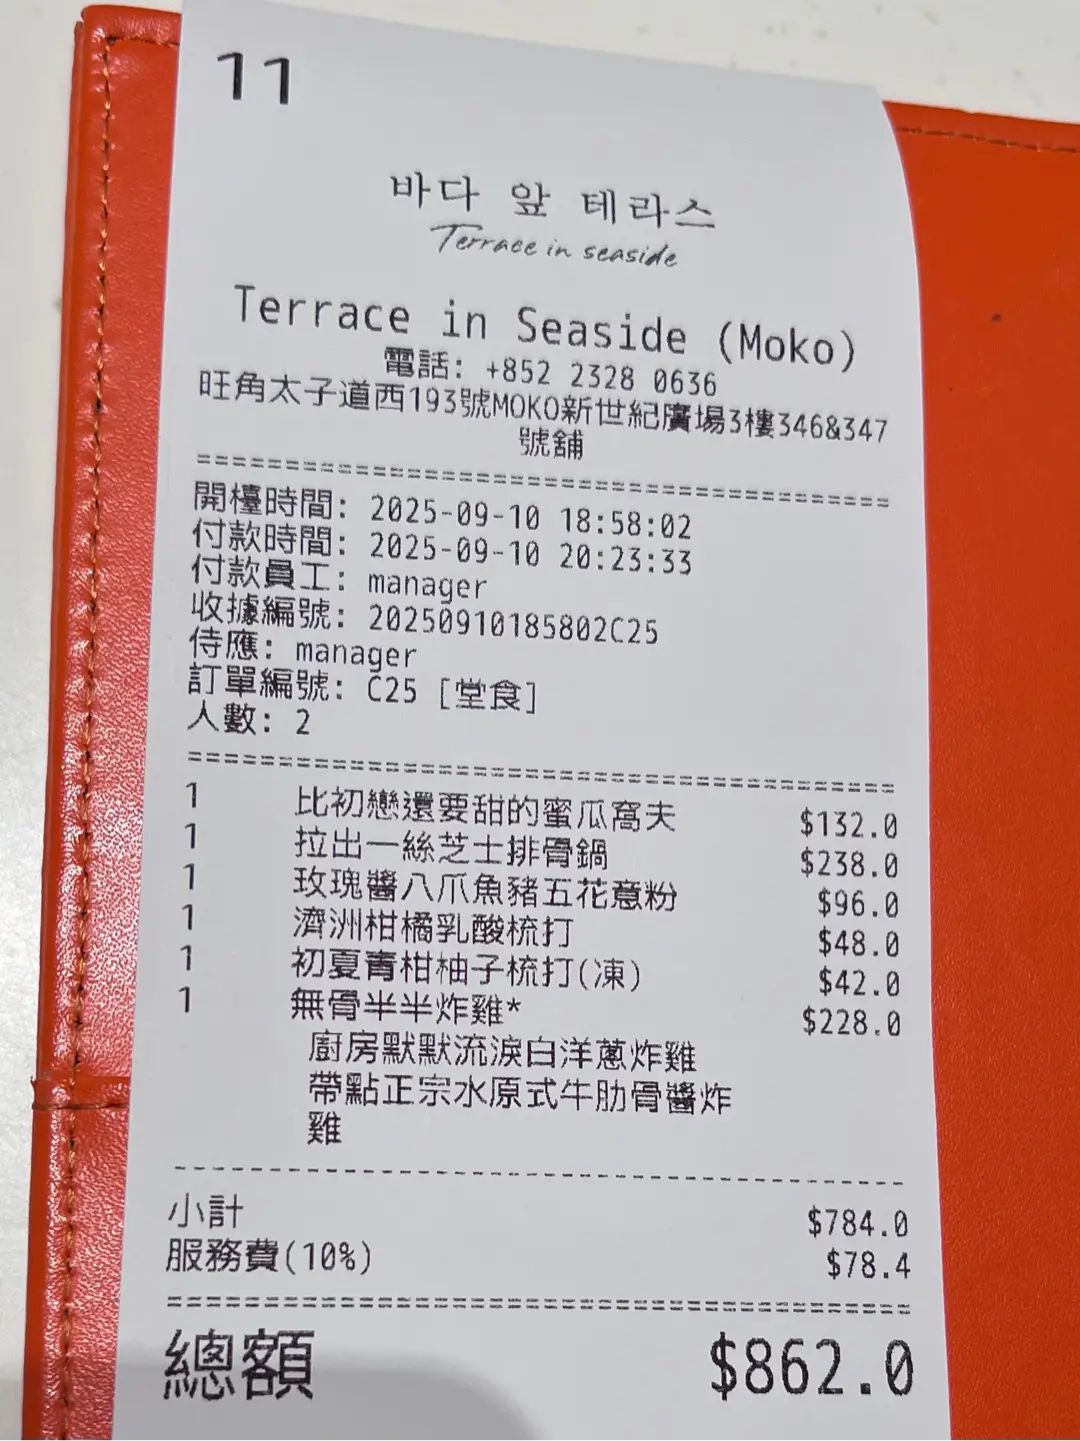 11
바다 앞 테라스
Terrace in seaside
Terrace in Seaside (Moko)
電話: +852 2328 0636
旺角太子道西193號MOKO新世紀廣場3樓346&347
號舖
==========================================
開檯時間: 2025-09-10 18:58:02
付款時間: 2025-09-10 20:23:33
付款員工: manager
收據編號: 20250910185802C25
侍應: manager
訂單編號: C25 [堂食]
人數: 2
==========================================
1 比初戀還要甜的蜜瓜窩夫 $132.0
1 拉出一絲芝士排骨鍋 $238.0
1 玫瑰醬八爪魚豬五花意粉 $96.0
1 濟洲柑橘乳酸梳打 $48.0
1 初夏青柑柚子梳打(凍) $42.0
1 無骨半半炸雞* $228.0
廚房默默流淚白洋蔥炸雞
帶點正宗水原式牛肋骨醬炸
雞
------------------------------------------
小計 $784.0
服務費(10%) $78.4
==========================================
總額 $862.0